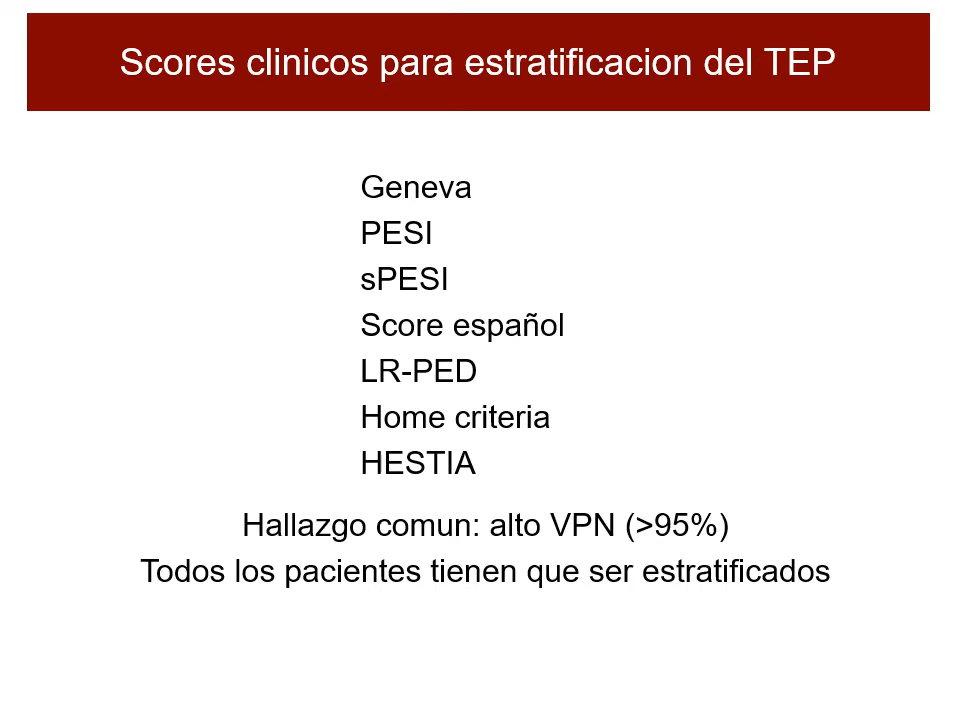 Scores clinicos para estratificacion del TEP
Geneva
PESI
sPESI
Score español
LR-PED
Home criteria
HESTIA
Hallazgo comun: alto VPN (>95%)
Todos los pacientes tienen que ser estratificados